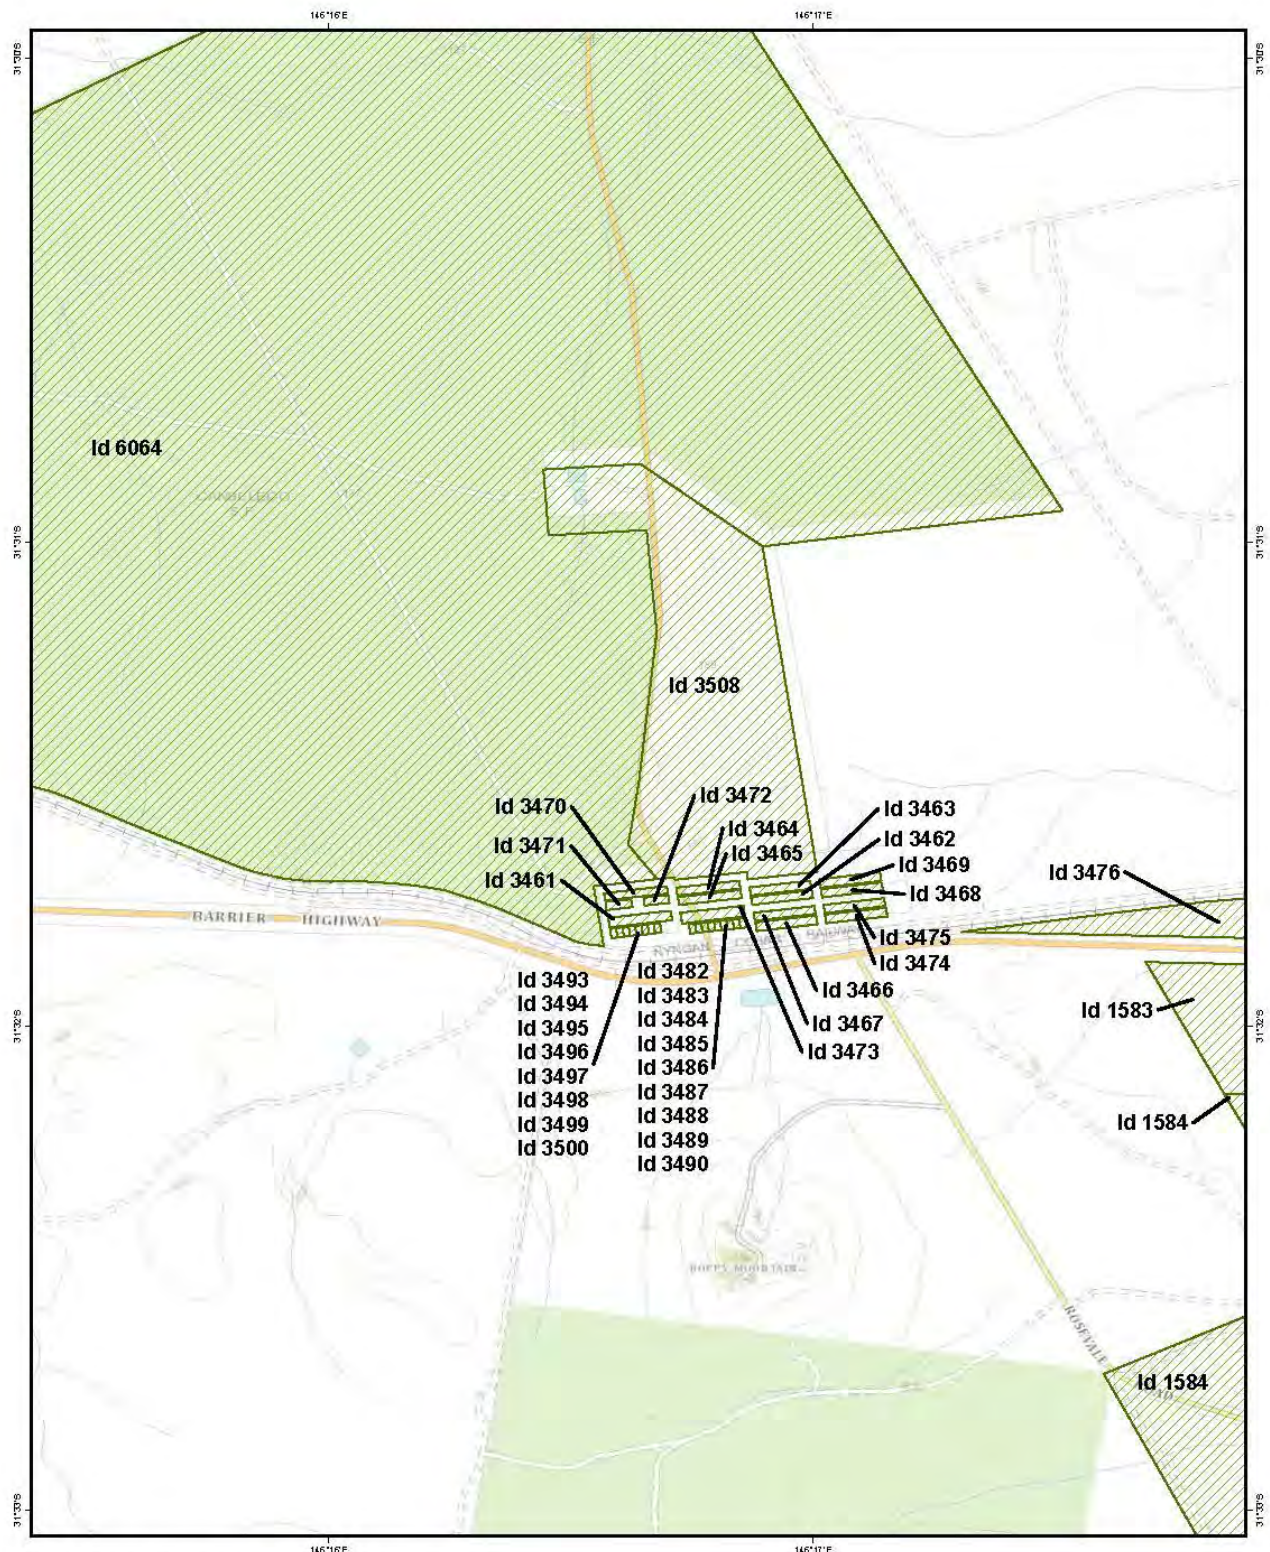 146°16'E
146°17'E
31°30'S
31°30'S
Id 6064
31°31'S
31°31'S
Id 3508
Id 3470
Id 3472
Id 3463
Id 3471
Id 3464
Id 3462
Id 3461
Id 3465
Id 3469
Id 3476
Id 3468
BARRIER HIGHWAY
Id 3475
NYNGAN COBAR RAILWAY
Id 3474
Id 3466
Id 3467
Id 3473
Id 3493
Id 3494
Id 3495
Id 3496
Id 3497
Id 3498
Id 3499
Id 3500
Id 3482
Id 3483
Id 3484
Id 3485
Id 3486
Id 3487
Id 3488
Id 3489
Id 3490
Id 1583
31°32'S
31°32'S
Id 1584
ROSEVALE RD
Id 1584
31°33'S
31°33'S
146°16'E
146°17'E